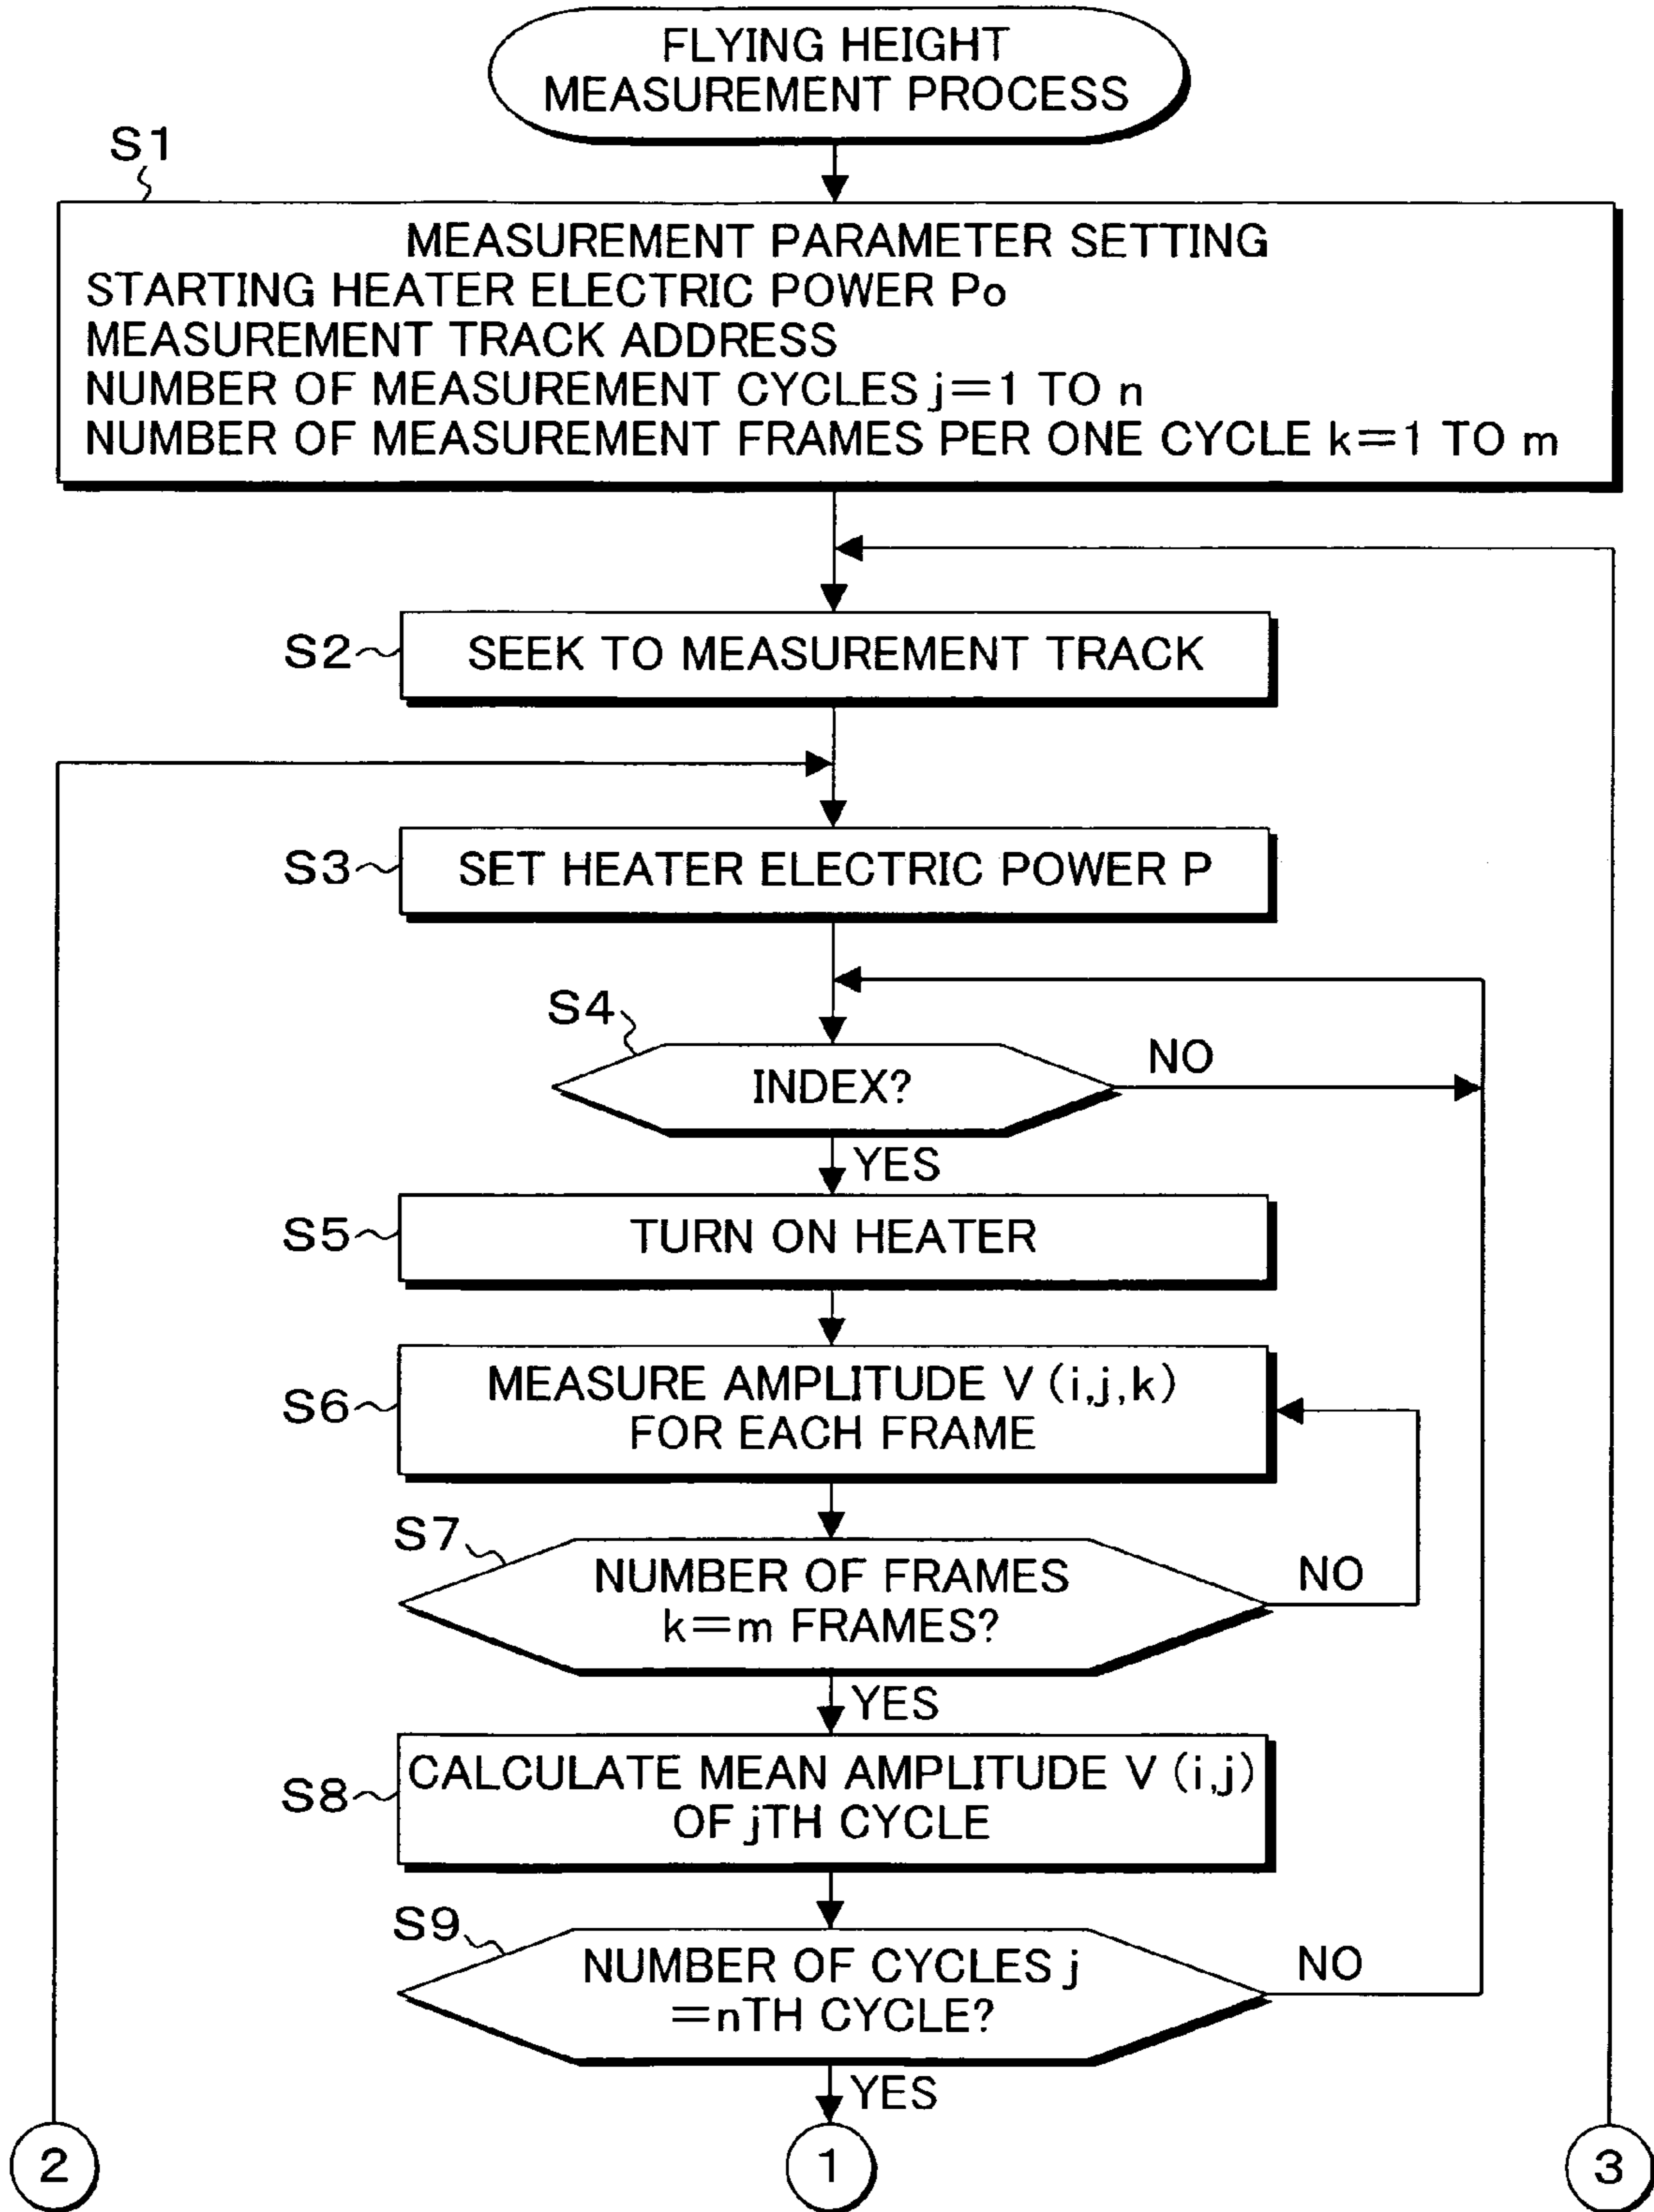 FLYING HEIGHT
MEASUREMENT PROCESS
S1
MEASUREMENT PARAMETER SETTING
STARTING HEATER ELECTRIC POWER Po
MEASUREMENT TRACK ADDRESS
NUMBER OF MEASUREMENT CYCLES j=1 TO n
NUMBER OF MEASUREMENT FRAMES PER ONE CYCLE k=1 TO m
S2
SEEK TO MEASUREMENT TRACK
S3
SET HEATER ELECTRIC POWER P
S4
INDEX?
NO
YES
S5
TURN ON HEATER
S6
MEASURE AMPLITUDE V (i,j,k)
FOR EACH FRAME
S7
NUMBER OF FRAMES
k=m FRAMES?
NO
YES
S8
CALCULATE MEAN AMPLITUDE V (i,j)
OF jTH CYCLE
S9
NUMBER OF CYCLES j
=nTH CYCLE?
NO
YES
2
1
3